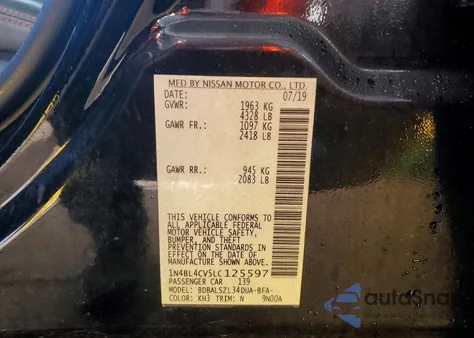 MFD BY NISSAN MOTOR CO., LTD.
DATE: 07/19
GVWR: 1963 KG
4328 LB
GAWR FR.: 1097 KG
2418 LB
GAWR RR.: 945 KG
2083 LB
THIS VEHICLE CONFORMS TO
ALL APPLICABLE FEDERAL
MOTOR VEHICLE SAFETY,
BUMPER, AND THEFT
PREVENTION STANDARDS IN
EFFECT ON THE DATE OF
MANUFACTURE SHOWN ABOVE.
1N4BL4CV5LC125597
PASSENGER CAR 139
MODEL: BDBALSZL34DUA-BFA-
COLOR: KH3 TRIM: N 9N00A
autoSnap